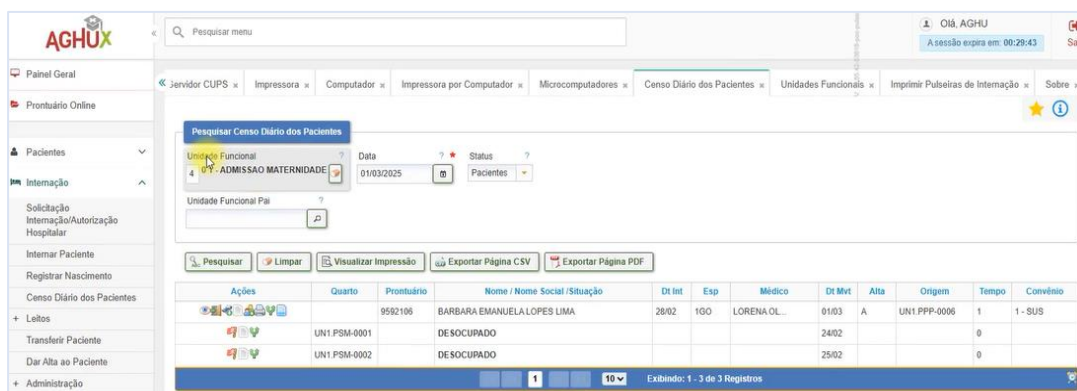 AGHUX
«
Pesquisar menu
Olá, AGHU
A sessão expira em: 00:29:43
Sa
Painel Geral
Prontuário Online
Pacientes
Internação
Solicitação
Internação/Autorização
Hospitalar
Internar Paciente
Registrar Nascimento
Censo Diário dos Pacientes
+ Leitos
Transferir Paciente
Dar Alta ao Paciente
+ Administração
« Servidor CUPS × Impressora × Computador × Impressora por Computador × Microcomputadores × Censo Diário dos Pacientes × Unidades Funcionais × Imprimir Pulseiras de Internação × Sobre ×
Pesquisar Censo Diário dos Pacientes
Unidade Funcional ? Data ? * Status ?
4 0 T - ADMISSAO MATERNIDADE 01/03/2025 Pacientes
Unidade Funcional Pai ?
Pesquisar Limpar Visualizar Impressão Exportar Página CSV Exportar Página PDF
Ações Quarto Prontuário Nome / Nome Social /Situação Dt Int Esp Médico Dt Mvt Alta Origem Tempo Convênio
9592106 BARBARA EMANUELA LOPES LIMA 28/02 1GO LORENA OL... 01/03 A UN1.PPP-0006 1 1 - SUS
UN1.PSM-0001 DESOCUPADO 24/02 0
UN1.PSM-0002 DESOCUPADO 25/02 0
1 10 Exibindo: 1 - 3 de 3 Registros